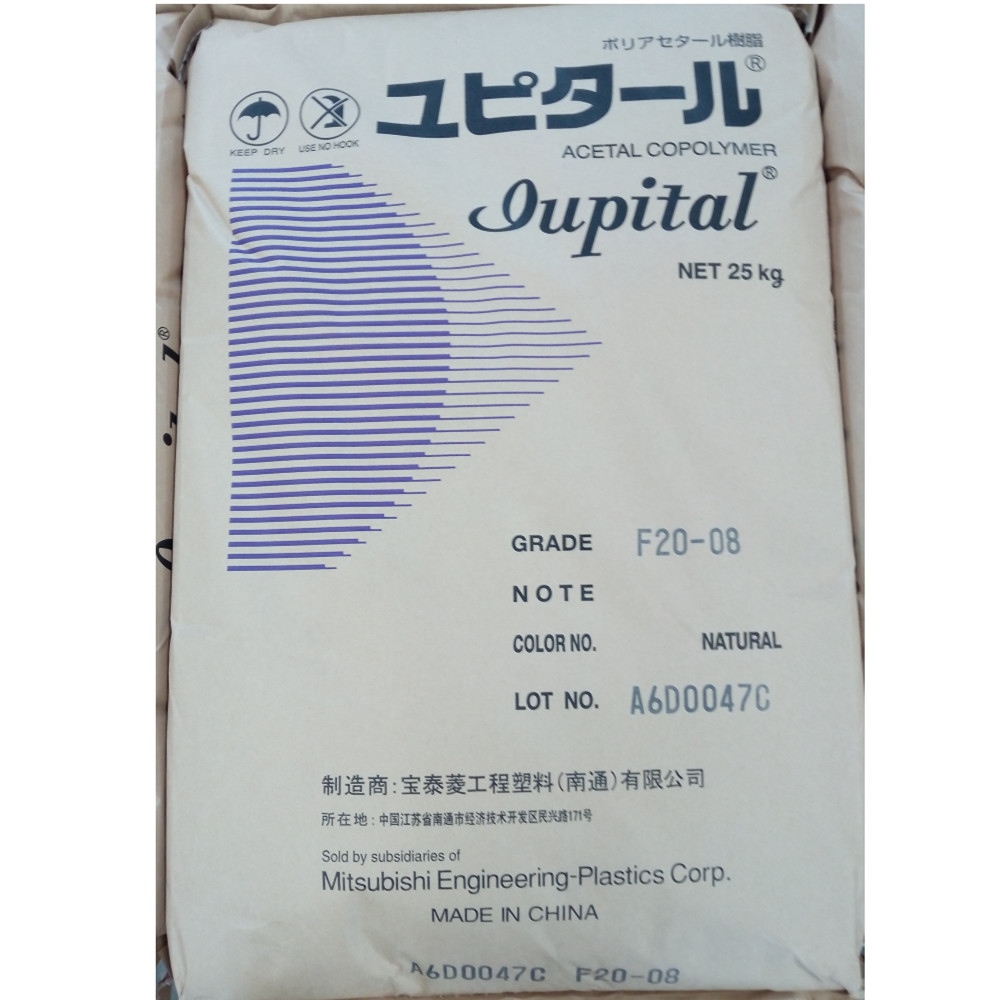 ポリアセタール樹脂
ユピタール®
KEEP DRY
USE NO HOOK
ACETAL COPOLYMER
Iupital®
NET 25 kg
GRADE F20-08
NOTE
COLOR NO. NATURAL
LOT NO. A6D0047C
制造商:宝泰菱工程塑料(南通)有限公司
所在地:中国江苏省南通市经济技术开发区民兴路171号
Sold by subsidiaries of
Mitsubishi Engineering-Plastics Corp.
MADE IN CHINA
A6D0047C F20-08